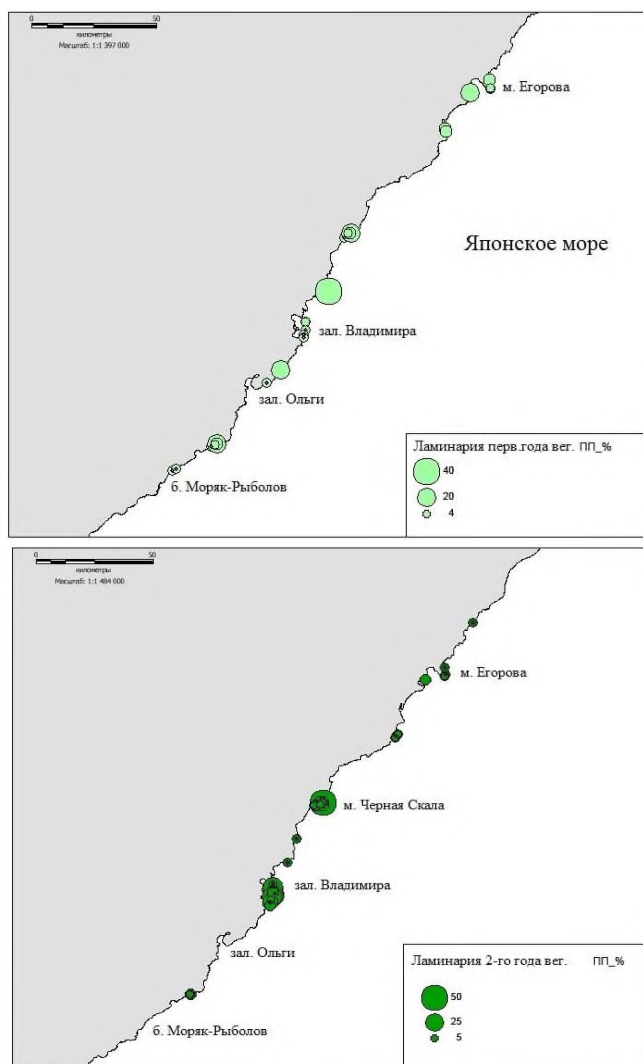 0 50
километры
Масштаб: 1:1 397 000
м. Егорова
Японское море
зал. Владимира
зал. Ольги
б. Моряк-Рыболов
Ламинария перв.года вег. ПП_%
40
20
4
0 50
километры
Масштаб: 1:1 484 000
м. Егорова
м. Черная Скала
зал. Владимира
зал. Ольги
б. Моряк-Рыболов
Ламинария 2-го года вег. ПП_%
50
25
5